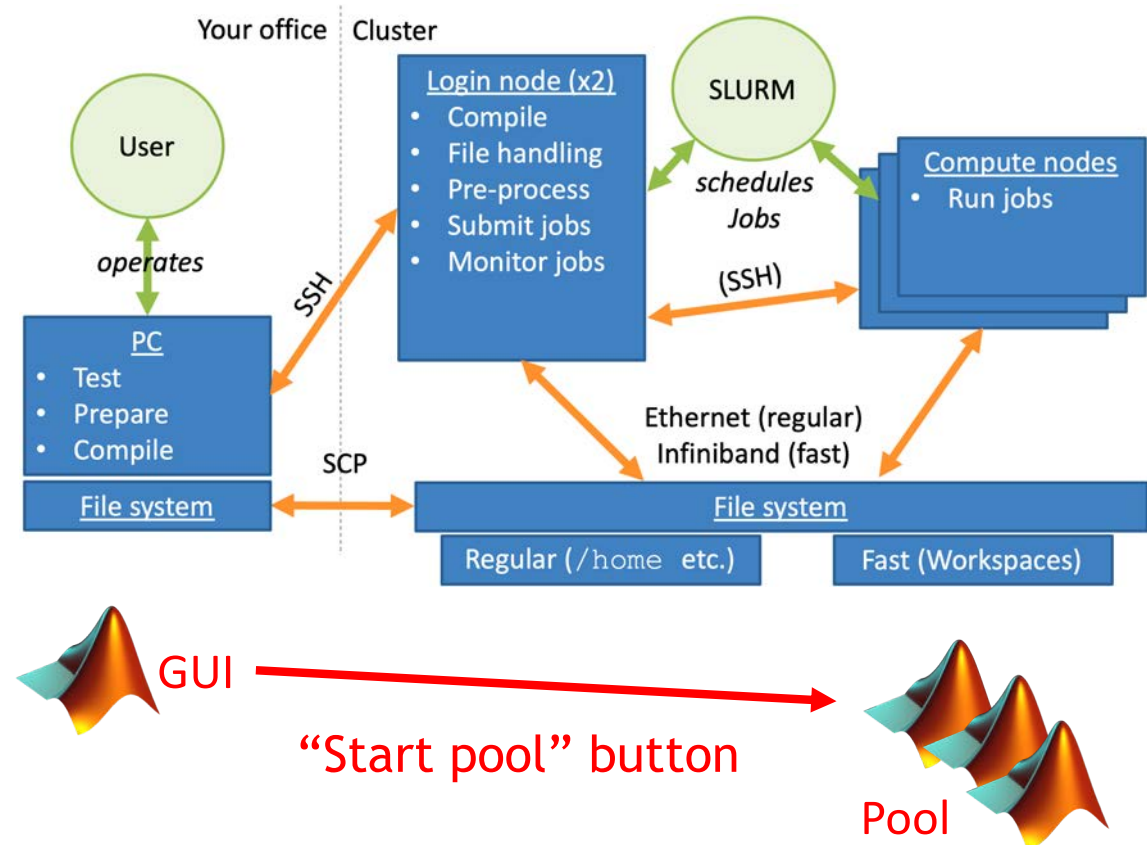 Your office
Cluster
User
operates
PC
• Test
• Prepare
• Compile
File system
SSH
SCP
Login node (x2)
• Compile
• File handling
• Pre-process
• Submit jobs
• Monitor jobs
SLURM
schedules
Jobs
(SSH)
Compute nodes
• Run jobs
Ethernet (regular)
Infiniband (fast)
File system
Regular (/home etc.)
Fast (Workspaces)
GUI
“Start pool” button
Pool